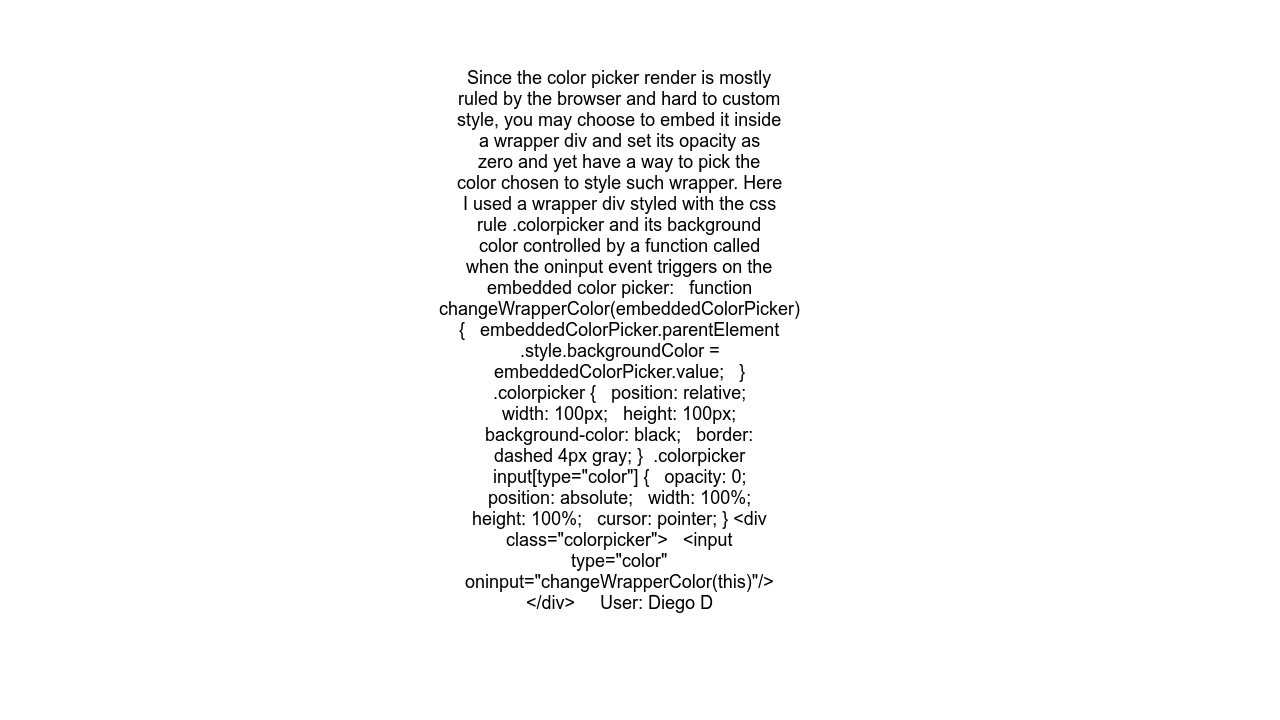 Since the color picker render is mostly
ruled by the browser and hard to custom
style, you may choose to embed it inside
a wrapper div and set its opacity as
zero and yet have a way to pick the
color chosen to style such wrapper. Here
I used a wrapper div styled with the css
rule .colorpicker and its background
color controlled by a function called
when the oninput event triggers on the
embedded color picker:   function
changeWrapperColor(embeddedColorPicker)
{   embeddedColorPicker.parentElement
.style.backgroundColor =
embeddedColorPicker.value;   }
.colorpicker {   position: relative;
width: 100px;   height: 100px;
background-color: black;   border:
dashed 4px gray; }  .colorpicker
input[type="color"] {   opacity: 0;
position: absolute;   width: 100%;
height: 100%;   cursor: pointer; } <div
class="colorpicker">   <input
type="color"
oninput="changeWrapperColor(this)"/>
</div>     User: Diego D